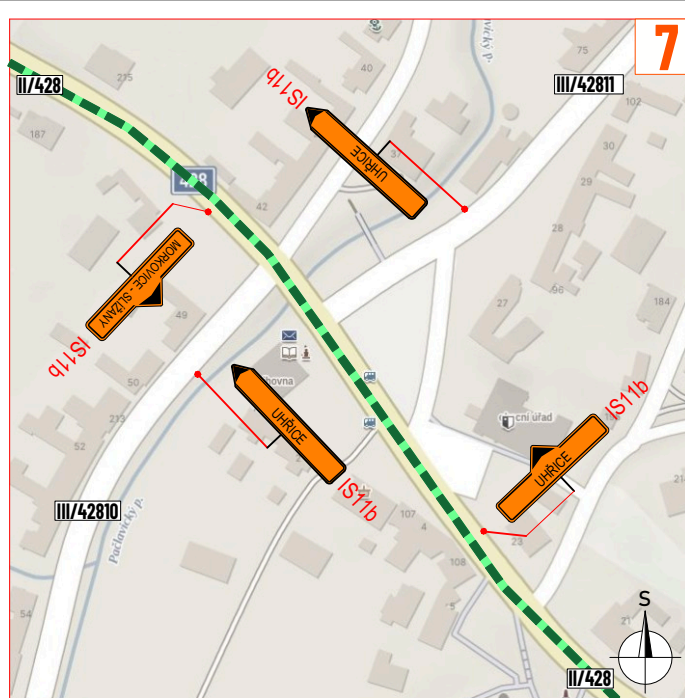 7
II/428
215
40
75
III/42811
Pačlavický p.
102
187
IS11b
UHŘICE
37
30
29
428
42
28
96
MORKOVICE - SLÍŽANY
IS11b
49
27
184
50
213
52
UHŘICE
IS11b
obecní úřad
IS11b
UHŘICE
III/42810
Pačlavický p.
107
4
108
23
5
54
21
S
II/428